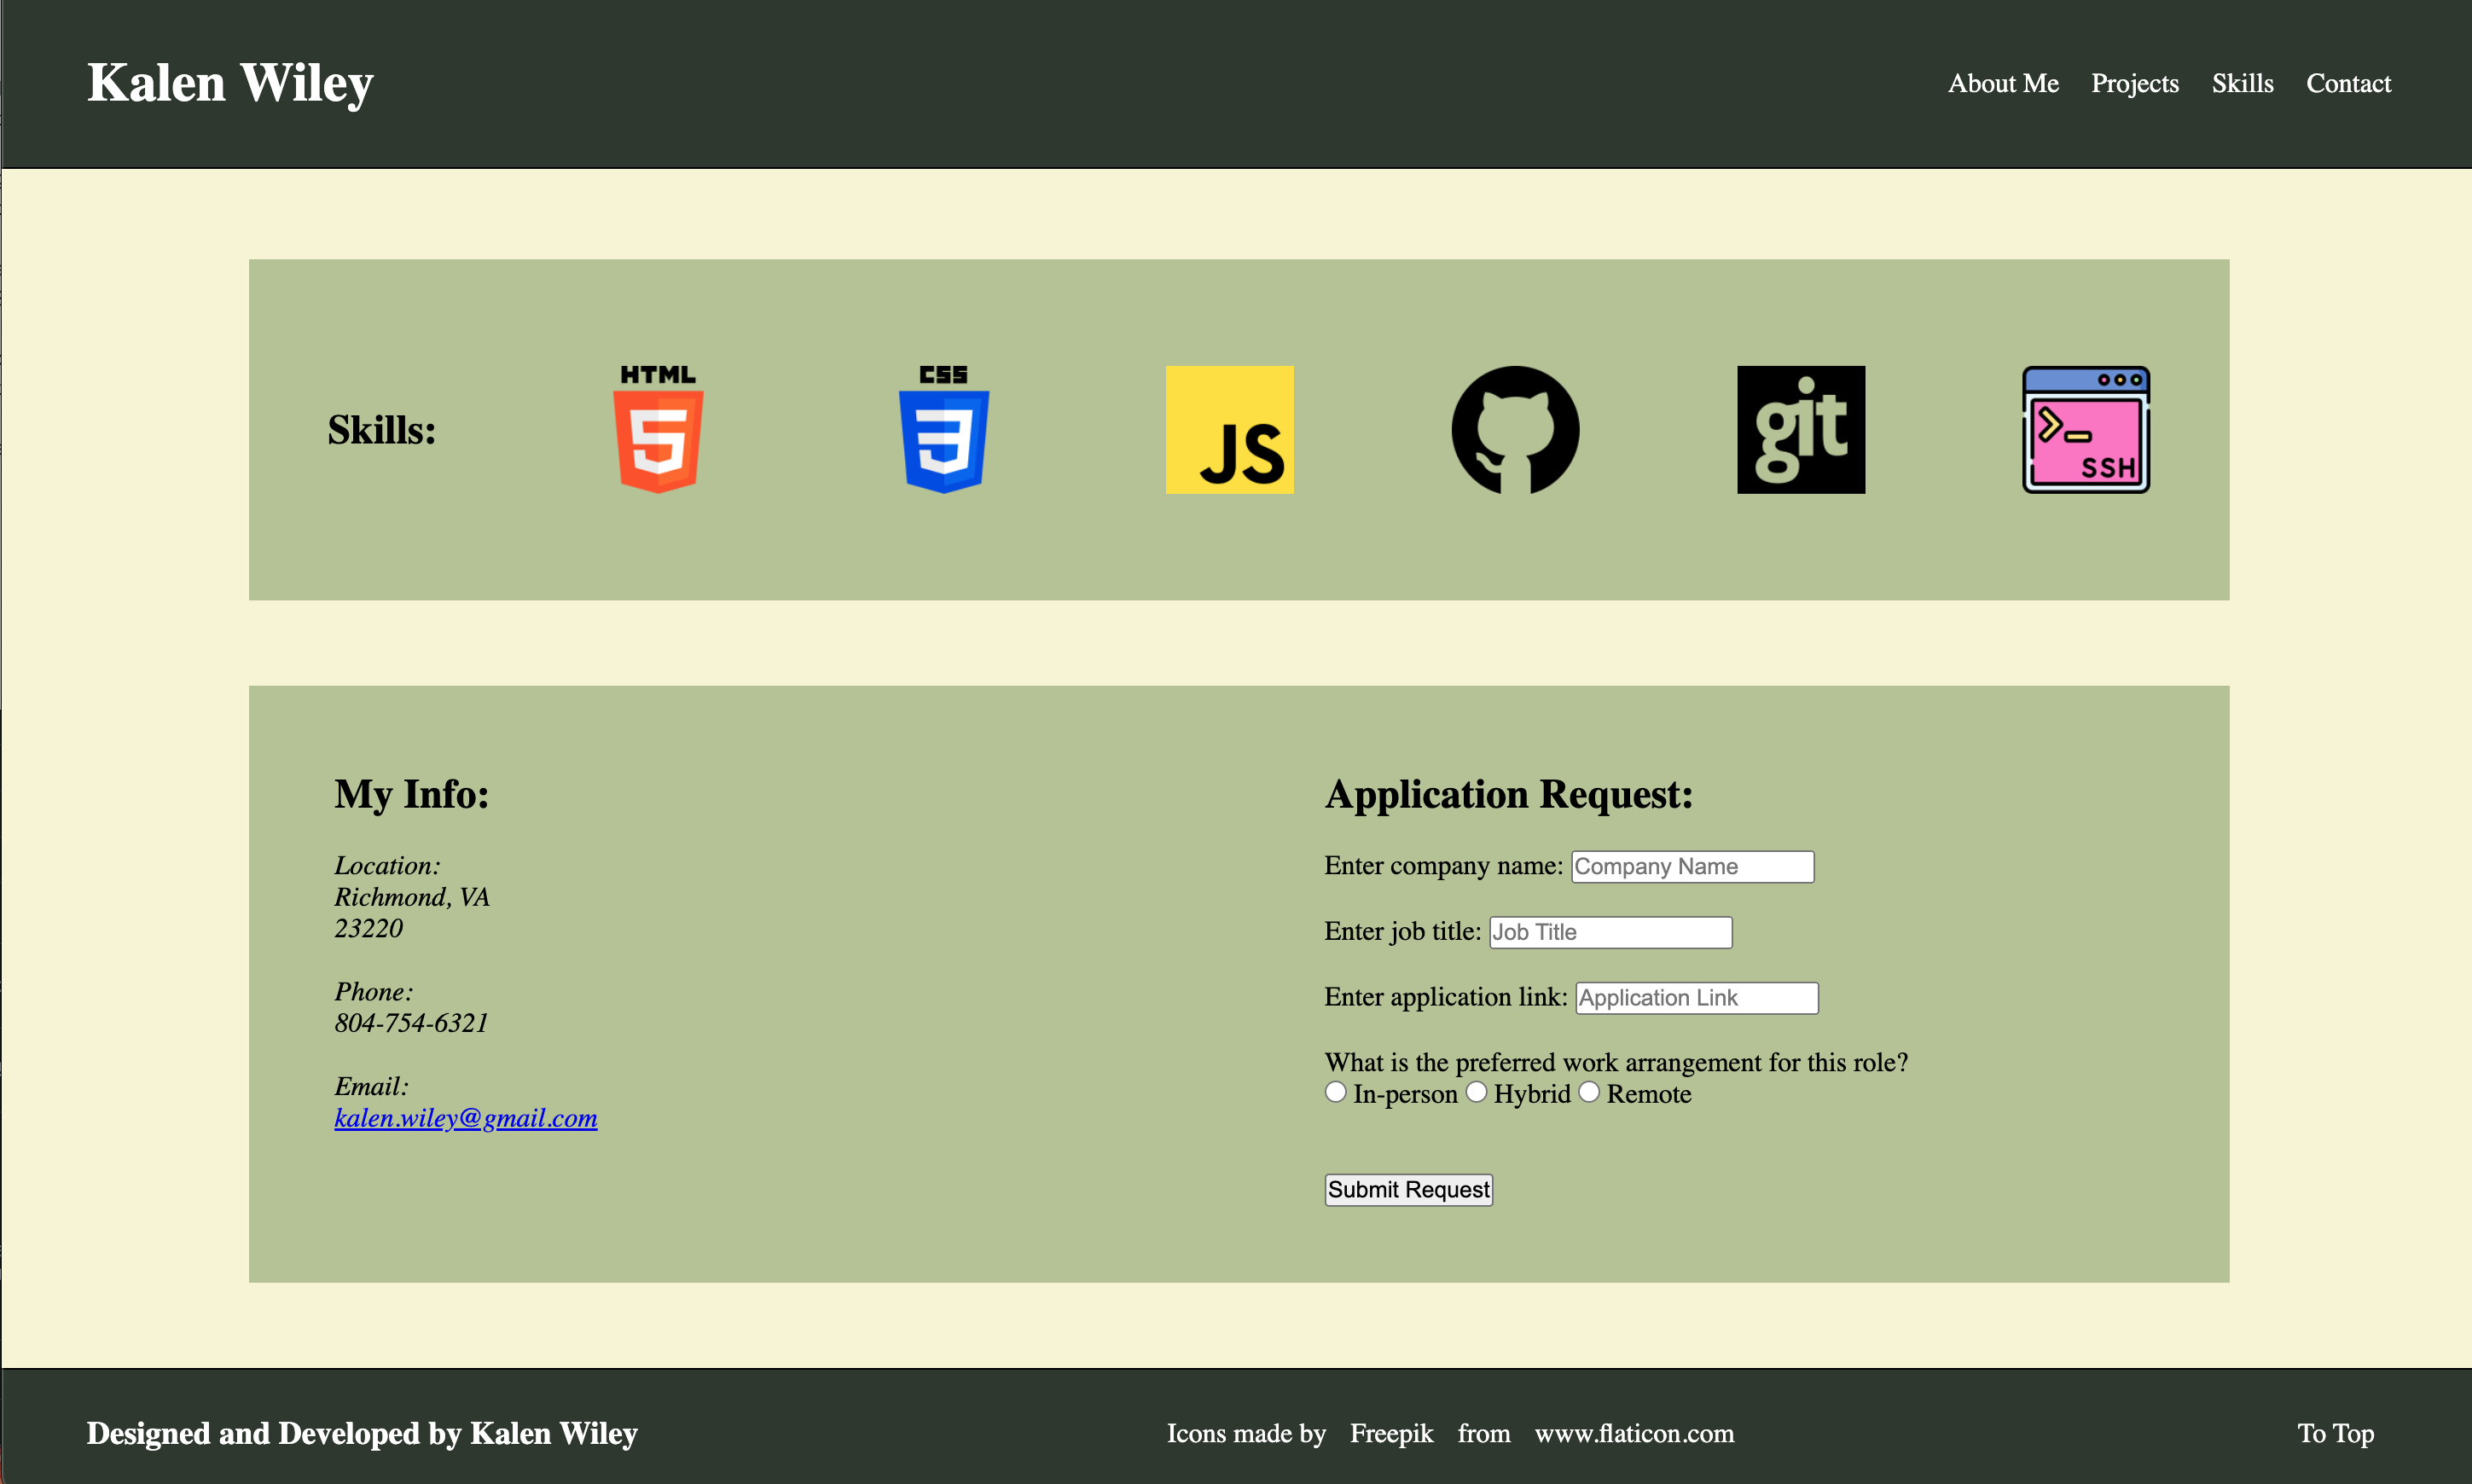 Kalen Wiley
About Me Projects Skills Contact
Skills:
HTML
5
CSS
3
JS
git
>_
SSH
My Info:
Location:
Richmond, VA
23220
Phone:
804-754-6321
Email:
kalen.wiley@gmail.com
Application Request:
Enter company name: Company Name
Enter job title: Job Title
Enter application link: Application Link
What is the preferred work arrangement for this role?
In-person Hybrid Remote
Submit Request
Designed and Developed by Kalen Wiley
Icons made by Freepik from www.flaticon.com
To Top